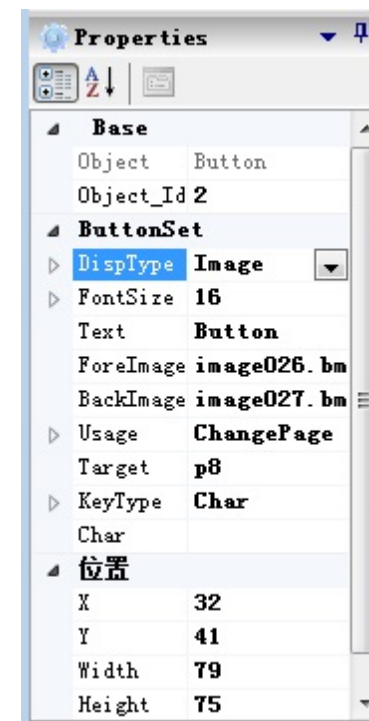 Properties
A
Z
Base
Object Button
Object_Id 2
ButtonSet
DispType Image
FontSize 16
Text Button
ForeImage image026.bm
BackImage image027.bm
Usage ChangePage
Target p8
KeyType Char
Char
位置
X 32
Y 41
Width 79
Height 75